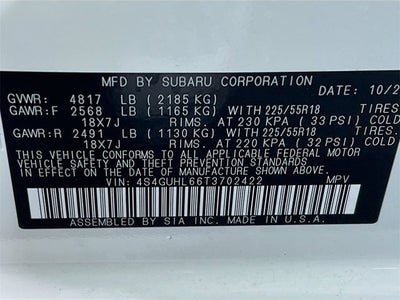 MFD BY SUBARU CORPORATION
GVWR: 4817 LB (2185 KG) DATE: 10/2
GAWR:F 2568 LB (1165 KG) WITH 225/55R18 TIRES
18X7J RIMS. AT 230 KPA (33 PSI) COLD
GAWR:R 2491 LB (1130 KG) WITH 225/55R18 TIRES
18X7J RIMS. AT 220 KPA (32 PSI) COLD
THIS VEHICLE CONFORMS TO ALL APPLICABLE FEDERAL MOTOR
VEHICLE SAFETY AND THEFT PREVENTION STANDARDS
IN EFFECT ON THE DATE OF MANUFACTURE SHOWN ABOVE.
VIN: 4S4GUHL66T3702422 MPV
ASSEMBLED BY SIA INC. MADE IN U.S.A.